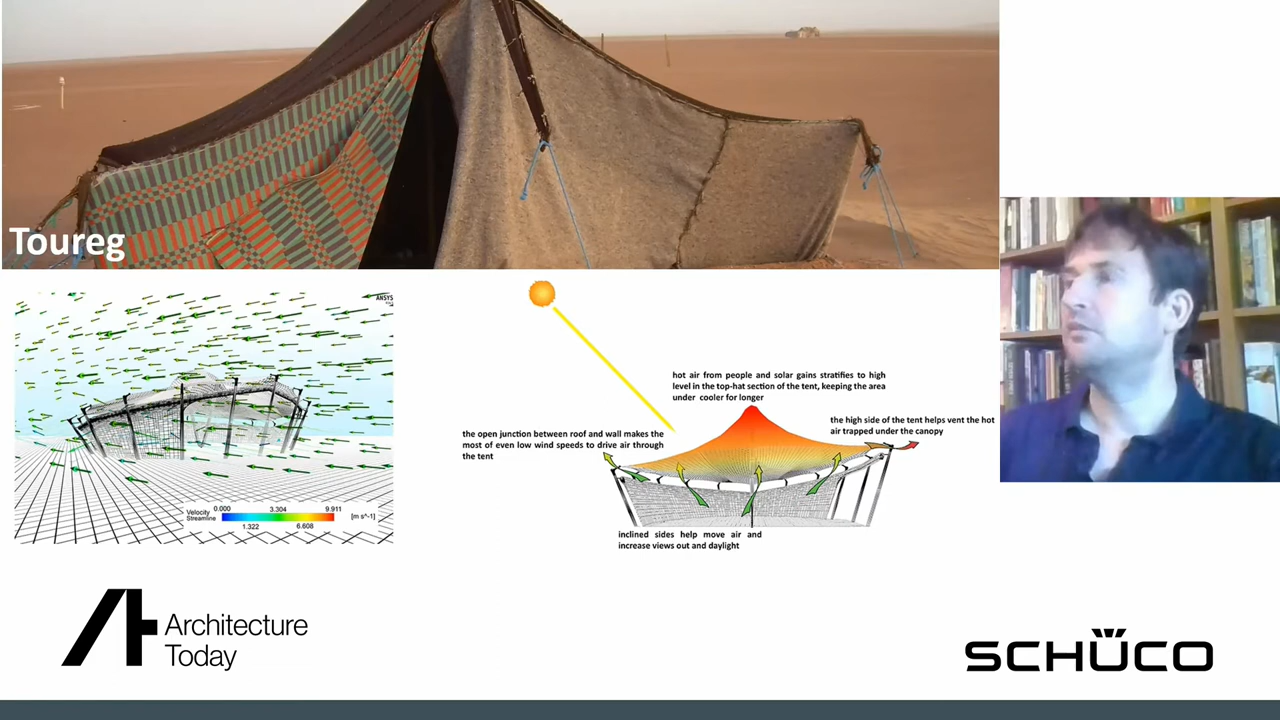 Toureg
ANSYS
hot air from people and solar gains stratifies to high
level in the top-hat section of the tent, keeping the area
under cooler for longer
the high side of the tent helps vent the hot
air trapped under the canopy
the open junction between roof and wall makes the
most of even low wind speeds to drive air through
the tent
inclined sides help move air and
increase views out and daylight
Velocity
Streamline
0.000 3.304 9.911
1.322 6.608
[m s^-1]
Architecture
Today
SCHÜCO